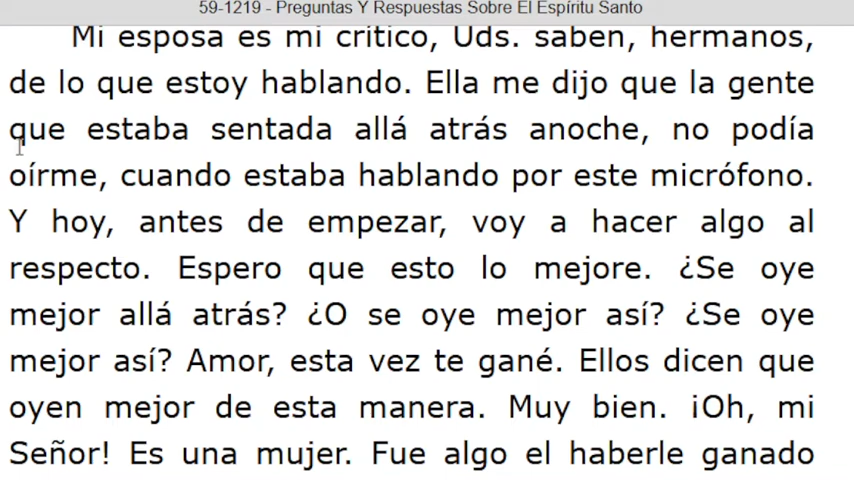 59-1219 - Preguntas Y Respuestas Sobre El Espíritu Santo
Mi esposa es mi crítico, Uds. saben, hermanos,
de lo que estoy hablando. Ella me dijo que la gente
que estaba sentada allá atrás anoche, no podía
oírme, cuando estaba hablando por este micrófono.
Y hoy, antes de empezar, voy a hacer algo al
respecto. Espero que esto lo mejore. ¿Se oye
mejor allá atrás? ¿O se oye mejor así? ¿Se oye
mejor así? Amor, esta vez te gané. Ellos dicen que
oyen mejor de esta manera. Muy bien. ¡Oh, mi
Señor! Es una mujer. Fue algo el haberle ganado